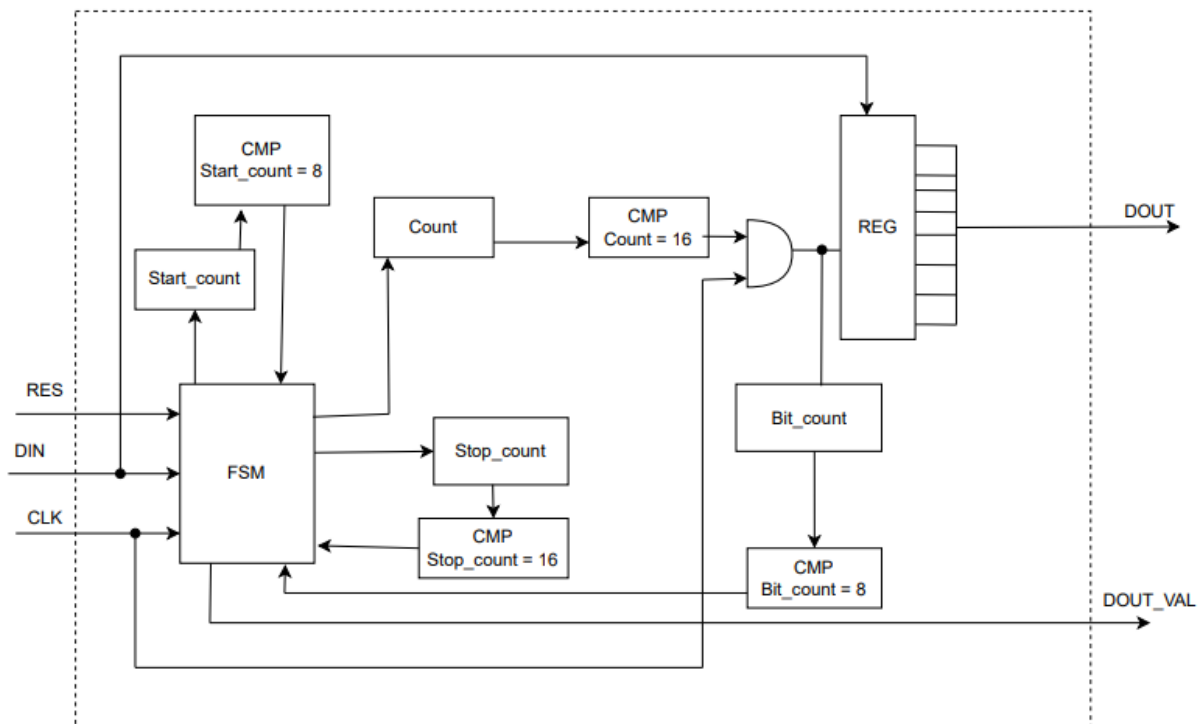 CMP
Start_count = 8
Start_count
Count
CMP
Count = 16
REG
DOUT
RES
DIN
CLK
FSM
Stop_count
CMP
Stop_count = 16
Bit_count
CMP
Bit_count = 8
DOUT_VAL